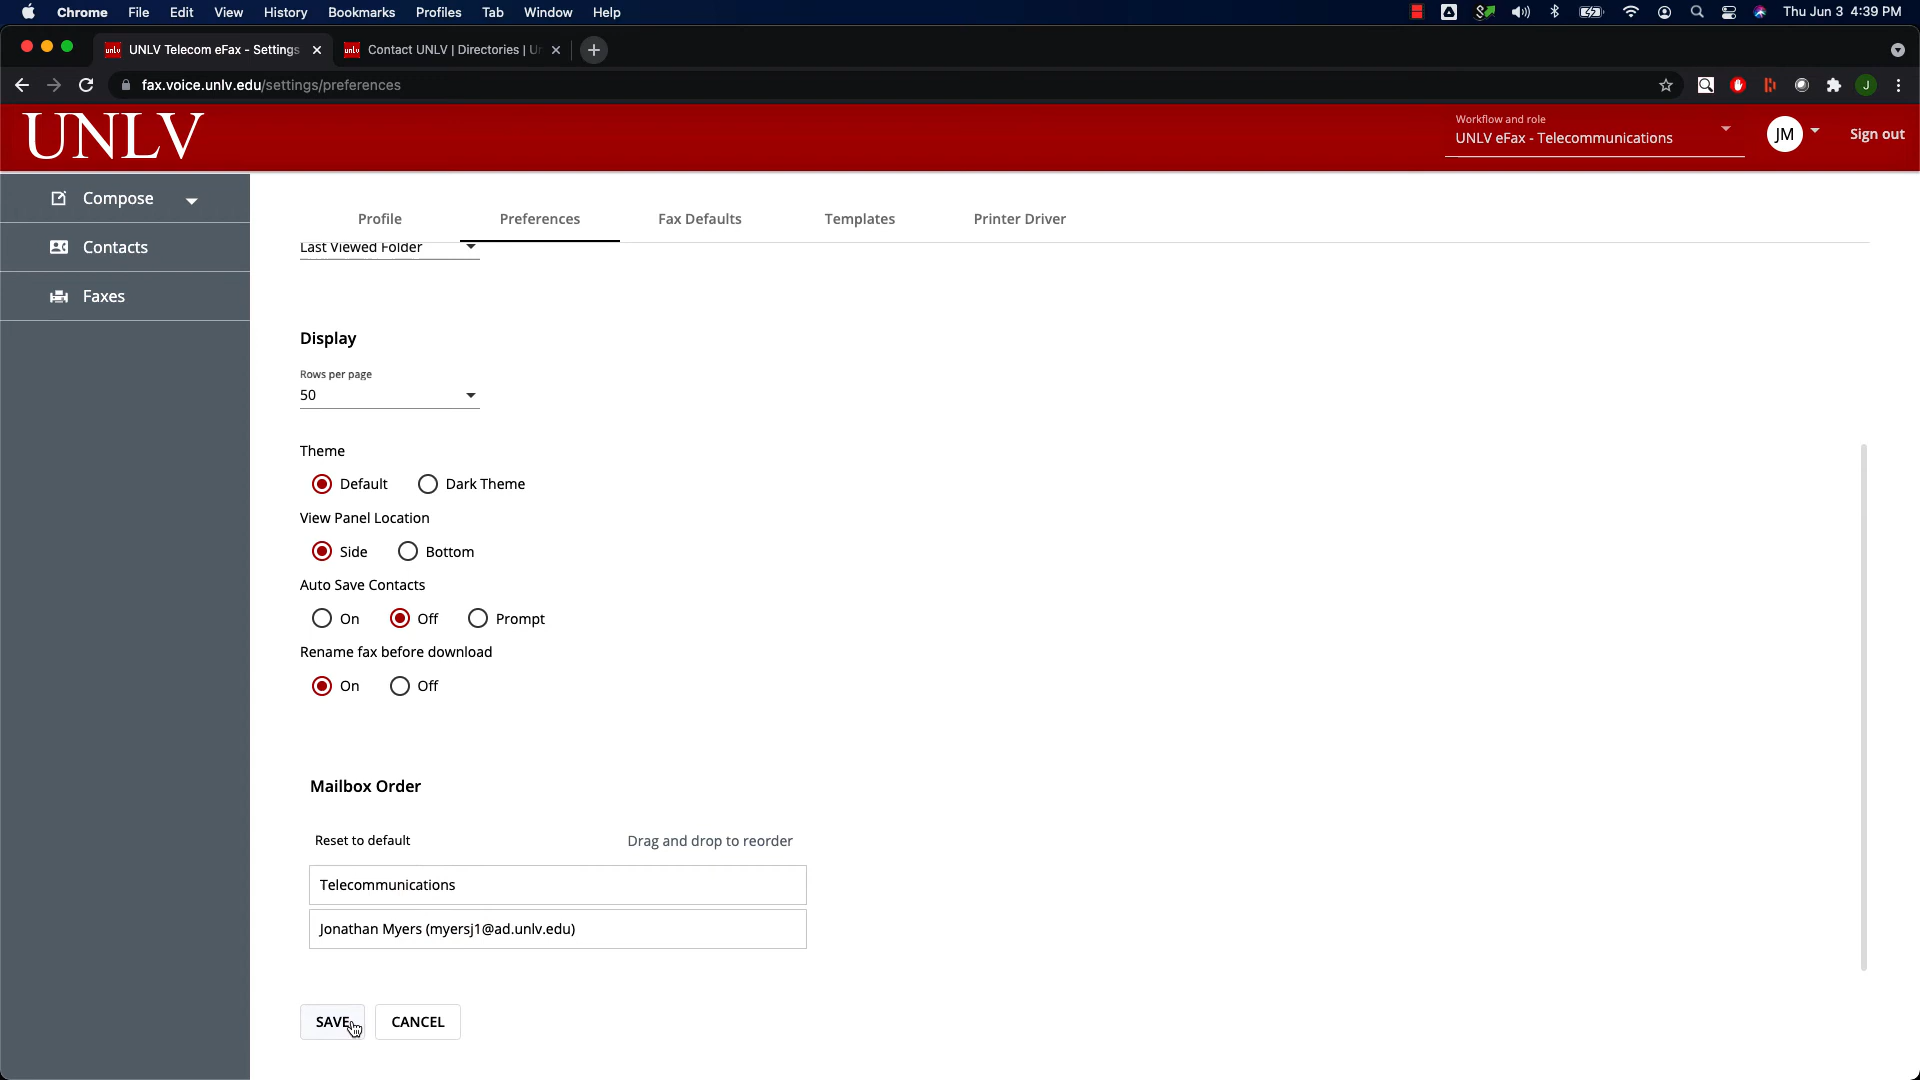 Chrome File Edit View History Bookmarks Profiles Tab Window Help Thu Jun 3 4:39 PM
UNLV Telecom eFax - Settings Contact UNLV | Directories | Ur
fax.voice.unlv.edu/settings/preferences J
UNLV
Workflow and role
UNLV eFax - Telecommunications
JM
Sign out
Compose
Contacts
Faxes
Profile Preferences Fax Defaults Templates Printer Driver
Last Viewed Folder
Display
Rows per page
50
Theme
Default Dark Theme
View Panel Location
Side Bottom
Auto Save Contacts
On Off Prompt
Rename fax before download
On Off
Mailbox Order
Reset to default Drag and drop to reorder
Telecommunications
Jonathan Myers (myersj1@ad.unlv.edu)
SAVE CANCEL